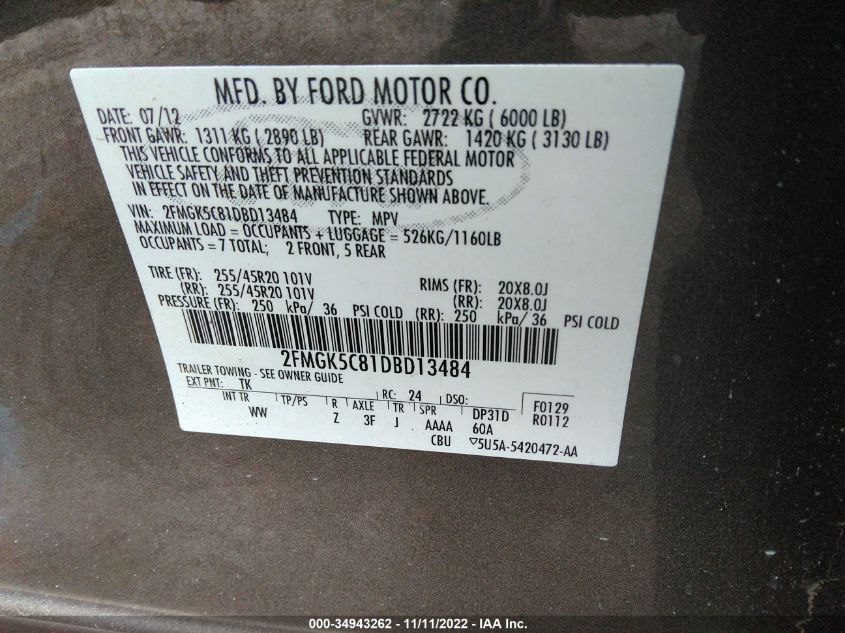 MFD. BY FORD MOTOR CO.
DATE: 07/12 GVWR: 2722 KG ( 6000 LB)
FRONT GAWR: 1311 KG ( 2890 LB) REAR GAWR: 1420 KG ( 3130 LB)
THIS VEHICLE CONFORMS TO ALL APPLICABLE FEDERAL MOTOR
VEHICLE SAFETY AND THEFT PREVENTION STANDARDS
IN EFFECT ON THE DATE OF MANUFACTURE SHOWN ABOVE.
VIN: 2FMGK5C81DBD13484 TYPE: MPV
MAXIMUM LOAD = OCCUPANTS + LUGGAGE = 526KG/1160LB
OCCUPANTS = 7 TOTAL; 2 FRONT, 5 REAR
TIRE (FR): 255/45R20 101V RIMS (FR): 20X8.0J
(RR): 255/45R20 101V (RR): 20X8.0J
PRESSURE (FR): 250 kPa/ 36 PSI COLD (RR): 250 kPa/ 36 PSI COLD
2FMGK5C81DBD13484
TRAILER TOWING - SEE OWNER GUIDE
EXT PNT: TK RC: 24 DSO: F0129
INT TR TP/PS R AXLE TR SPR DP31D R0112
WW Z 3F J AAAA 60A
CBU ▽5U5A-5420472-AA
000-34943262 - 11/11/2022 - IAA Inc.